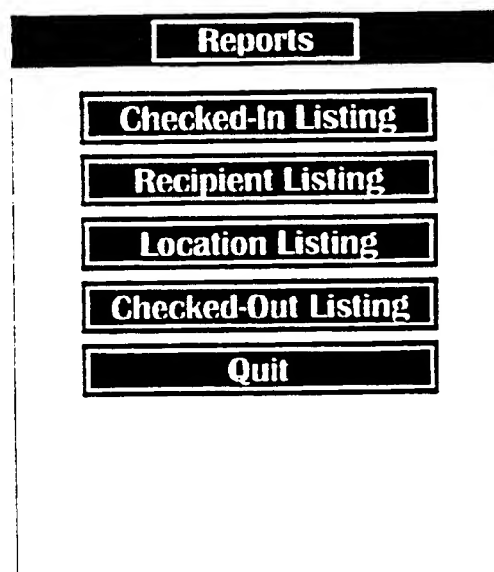 Reports
Checked-In Listing
Recipient Listing
Location Listing
Checked-Out Listing
Quit